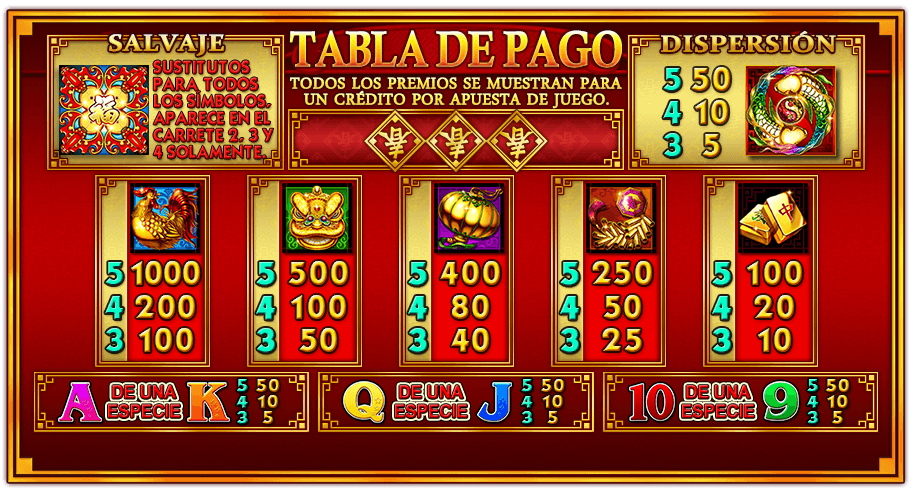 SALVAJE
SUSTITUTOS
PARA TODOS
LOS SÍMBOLOS.
APARECE EN EL
CARRETE 2, 3 Y
4 SOLAMENTE.
福
TABLA DE PAGO
TODOS LOS PREMIOS SE MUESTRAN PARA
UN CRÉDITO POR APUESTA DE JUEGO.
DISPERSIÓN
5 50
4 10
3 5
5 1000
4 200
3 100
5 500
4 100
3 50
5 400
4 80
3 40
5 250
4 50
3 25
中
5 100
4 20
3 10
A DE UNA ESPECIE K
5 50
4 10
3 5
Q DE UNA ESPECIE J
5 50
4 10
3 5
10 DE UNA ESPECIE 9
5 50
4 10
3 5